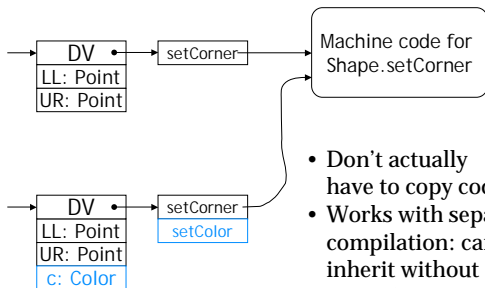 DV
setCorner
Machine code for
Shape.setCorner
LL: Point
UR: Point
• Don't actually
have to copy
• Works with
compilation:
inherit without
DV
setCorner
LL: Point
setColor
UR: Point
c: Color